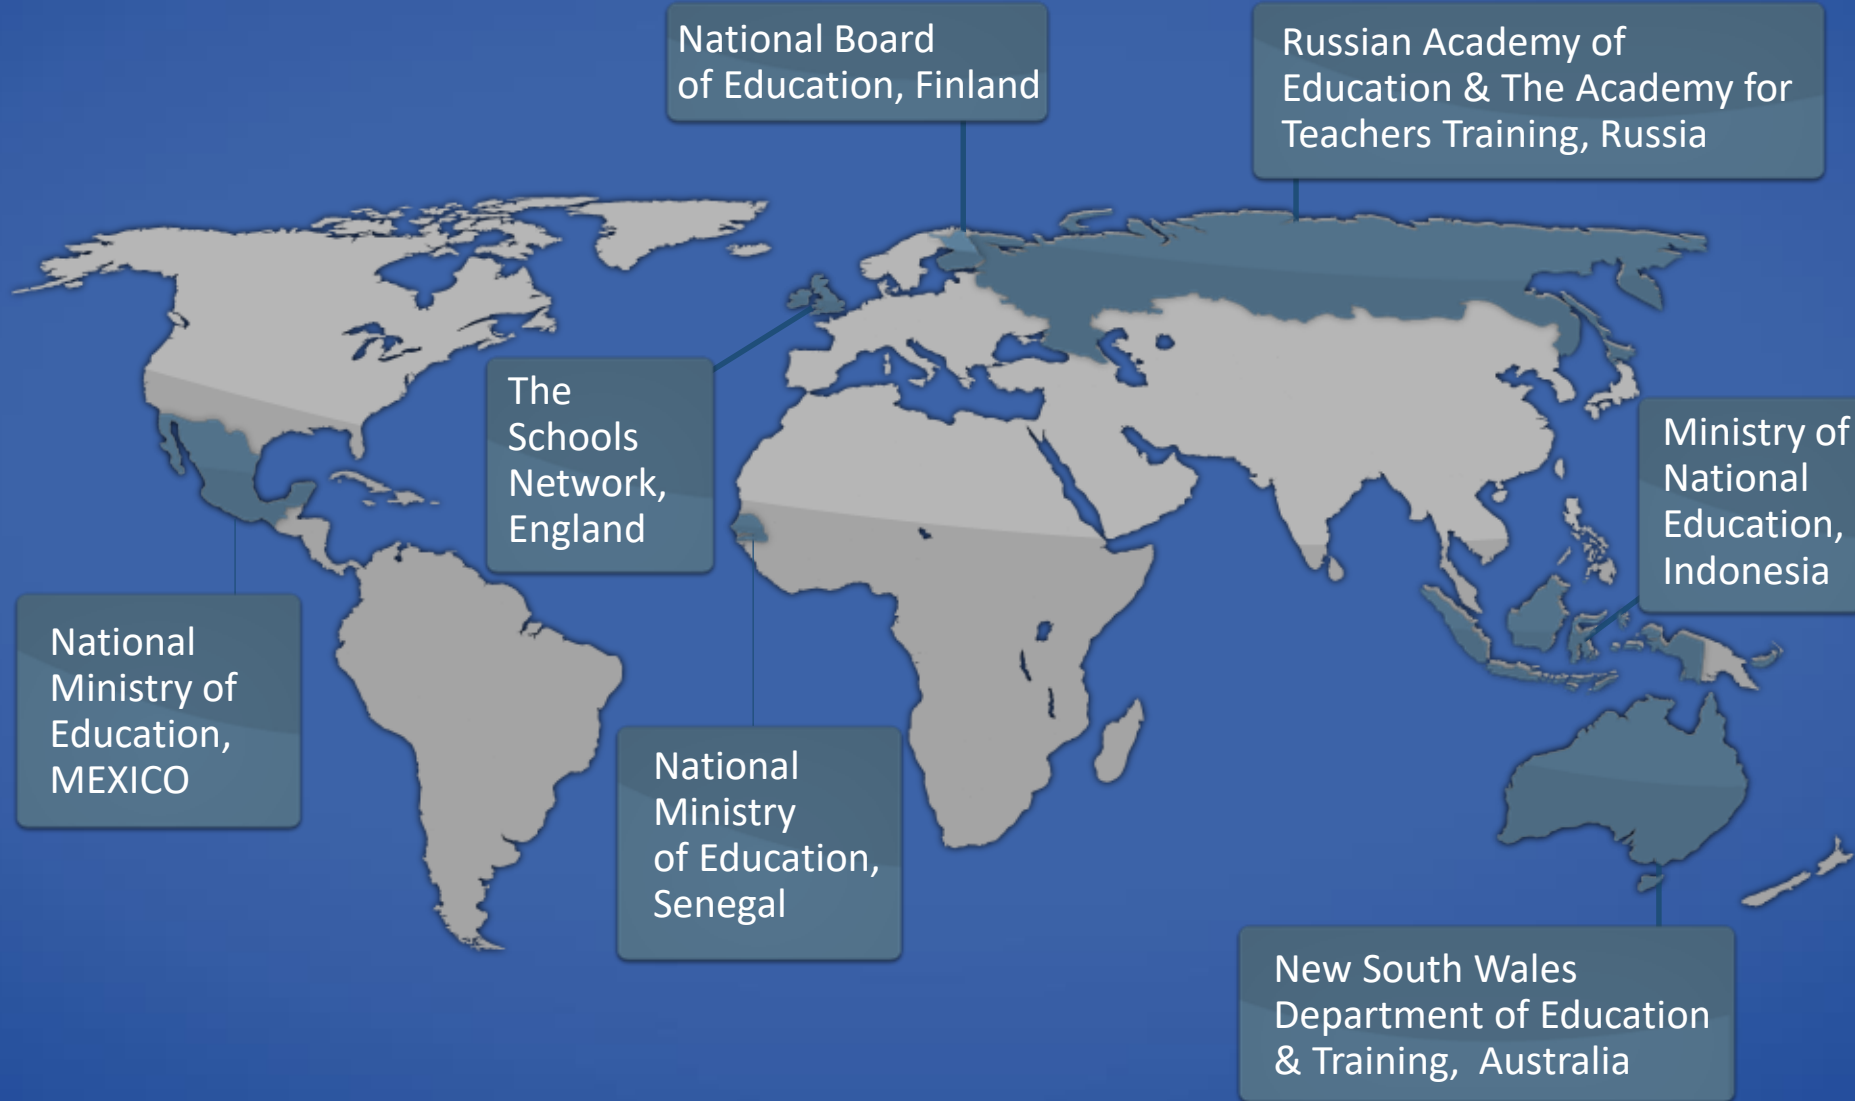 National Board
of Education, Finland
Russian Academy of
Education & The Academy for
Teachers Training, Russia
The
Schools
Network,
England
Ministry of
National
Education,
Indonesia
National
Ministry of
Education,
MEXICO
National
Ministry
of Education,
Senegal
New South Wales
Department of Education
& Training,  Australia